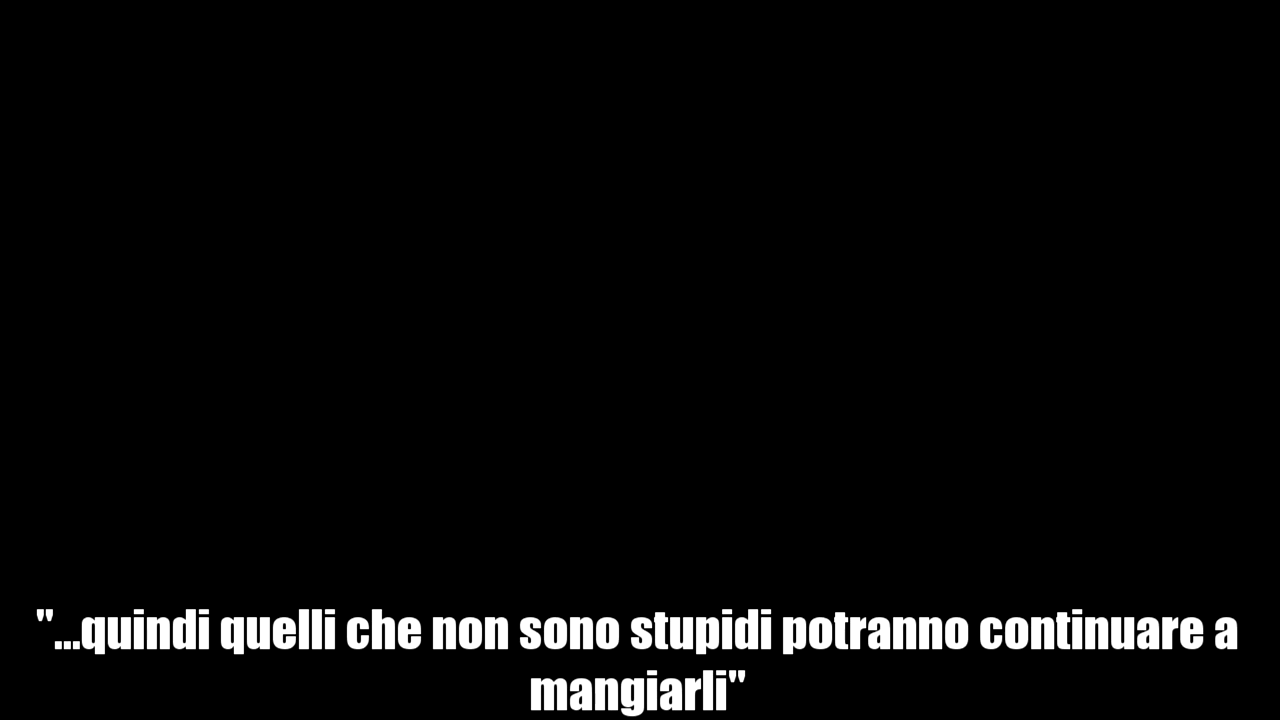 "...quindi quelli che non sono stupidi potranno continuare a
mangiarli"